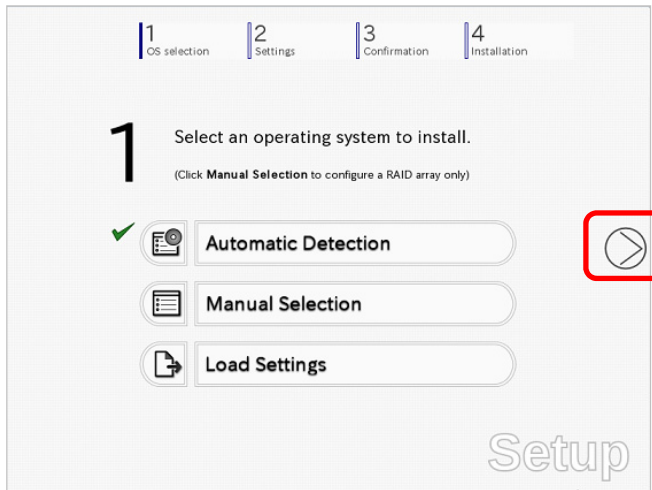 1 2 3 4
OS selection Settings Confirmation Installation
1 Select an operating system to install.
(Click Manual Selection to configure a RAID array only)
Automatic Detection
Manual Selection
Load Settings
Setup